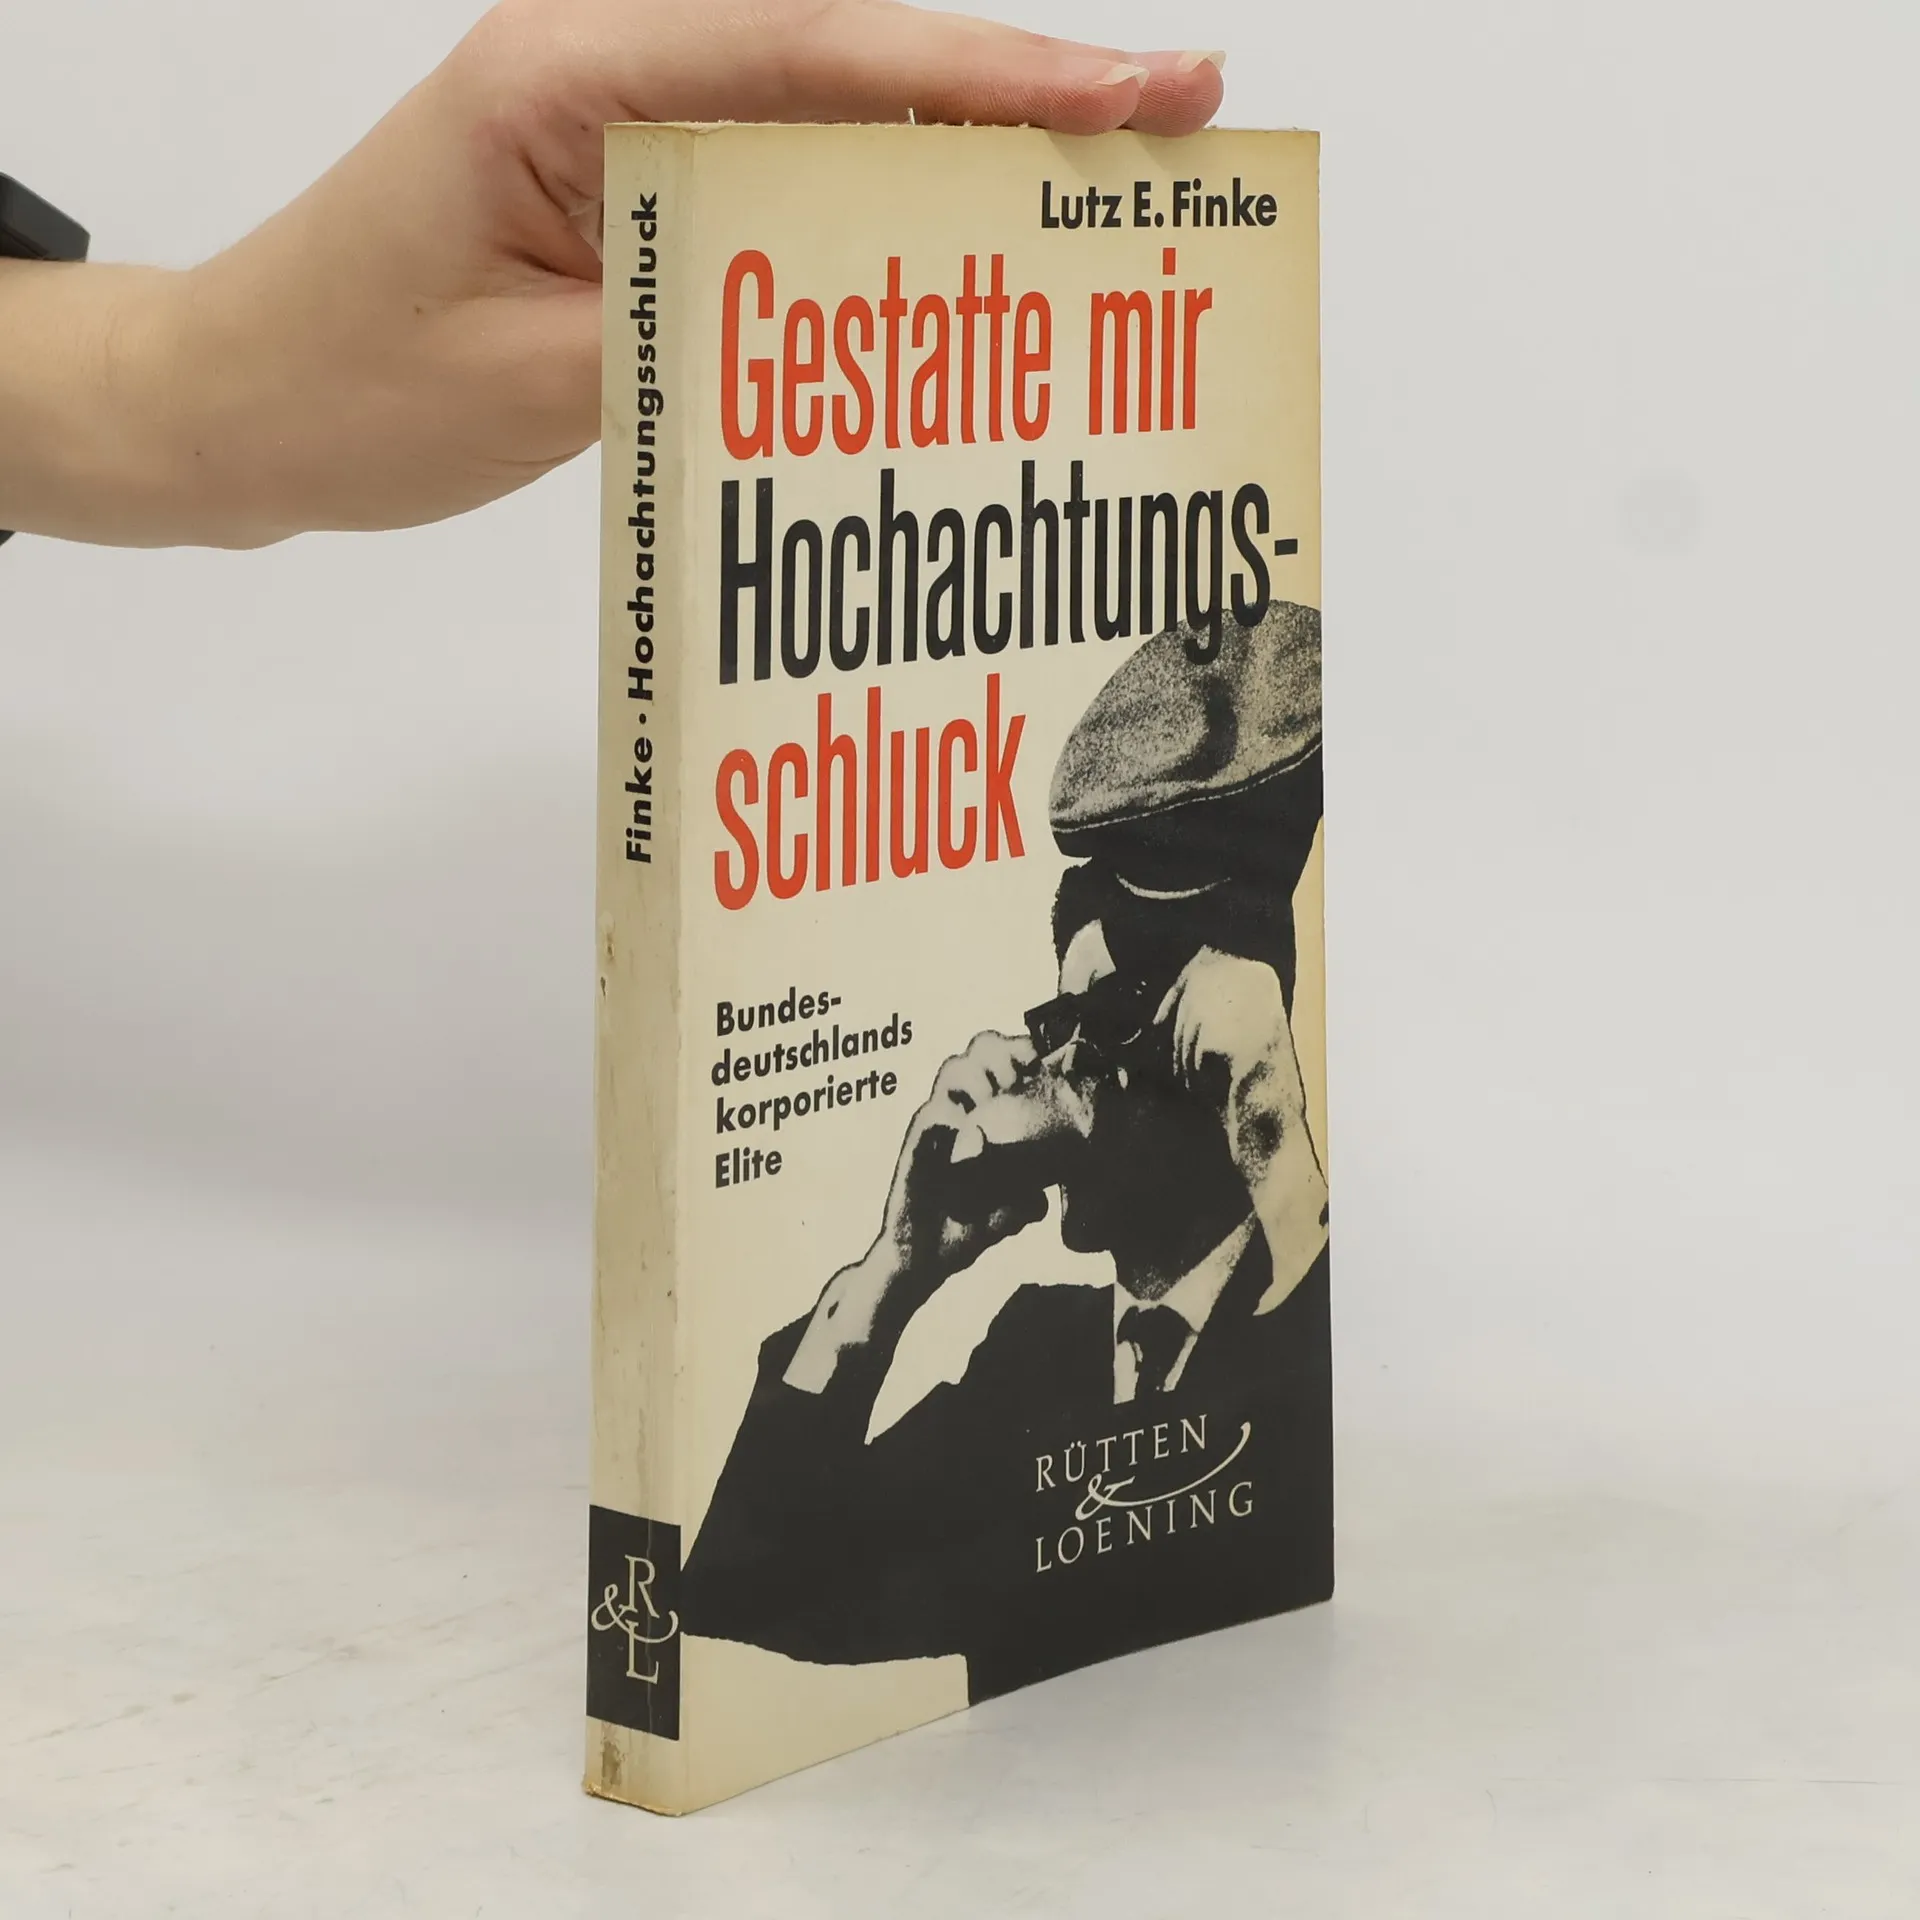 Finke • Hochachtungsschluck
R
&
L
Lutz E. Finke
Gestatte mir
Hochachtungs-
schluck
Bundes-
deutschlands
korporierte
Elite
RÜTTEN
&
LOENING